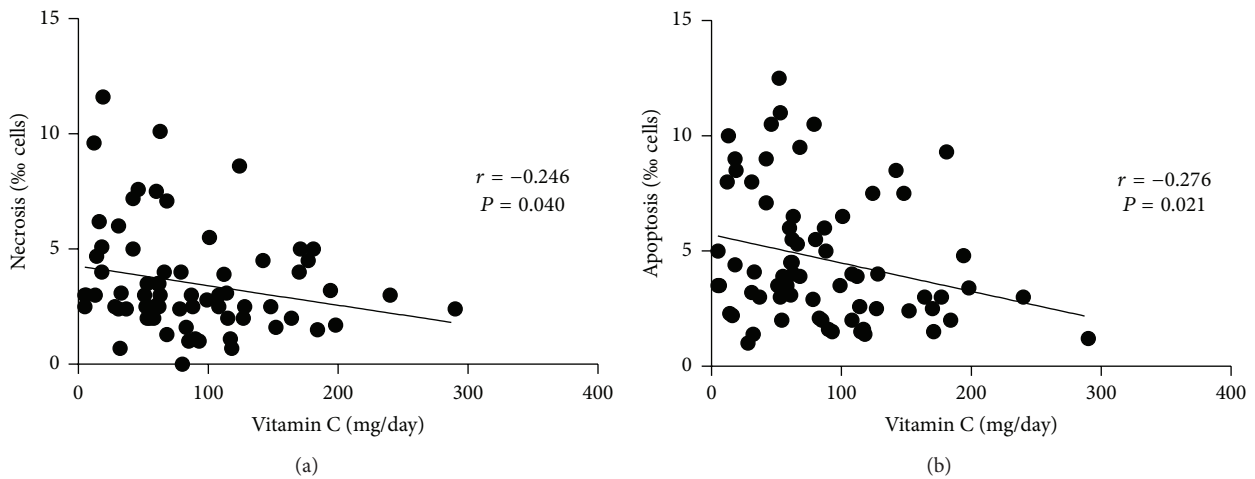 15
10
5
0
Necrosis (‰ cells)
r = −0.246
P = 0.040
0 100 200 300 400
Vitamin C (mg/day)
(a)
15
10
5
0
Apoptosis (‰ cells)
r = −0.276
P = 0.021
0 100 200 300 400
Vitamin C (mg/day)
(b)